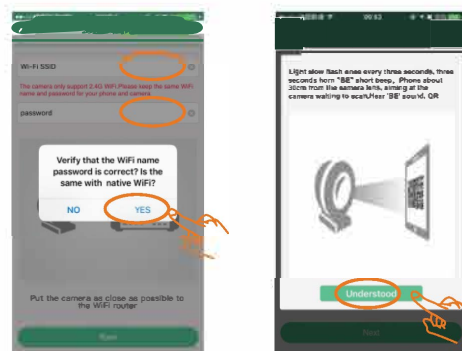 Wi-Fi SSID
The camera only support 2.4G WiFi,Please keep the same WiFi
name and password for your phone and camera
password
Verify that the WiFi name
password is correct? Is the
same with native WiFi?
NO
YES
Put the camera as close as possible to
the WiFi router
Next
Light slow flash ones every three seconds, three
seconds horn "BE" short beep, Phone about
30cm from the camera lens, aiming at the
camera waiting to scan,Hear 'BE' sound. QR
Understood
Next